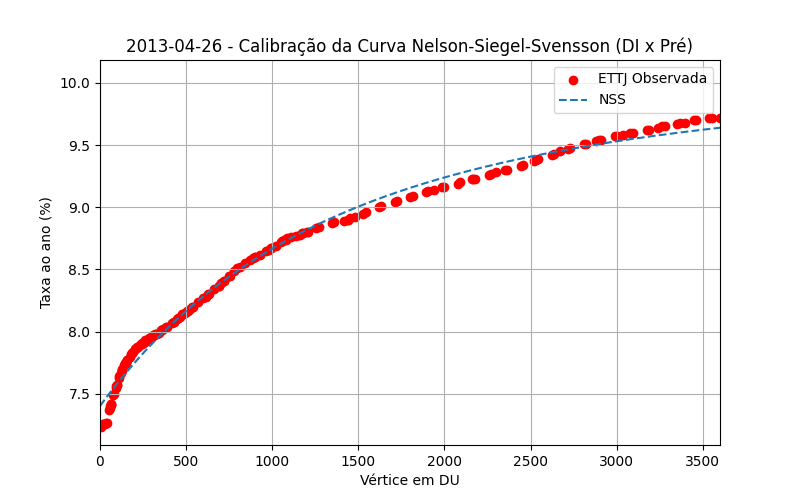 2013-04-26 - Calibração da Curva Nelson-Siegel-Svensson (DI x Pré)
ETTJ Observada
NSS
Taxa ao ano (%)
10.0
9.5
9.0
8.5
8.0
7.5
0 500 1000 1500 2000 2500 3000 3500
Vértice em DU